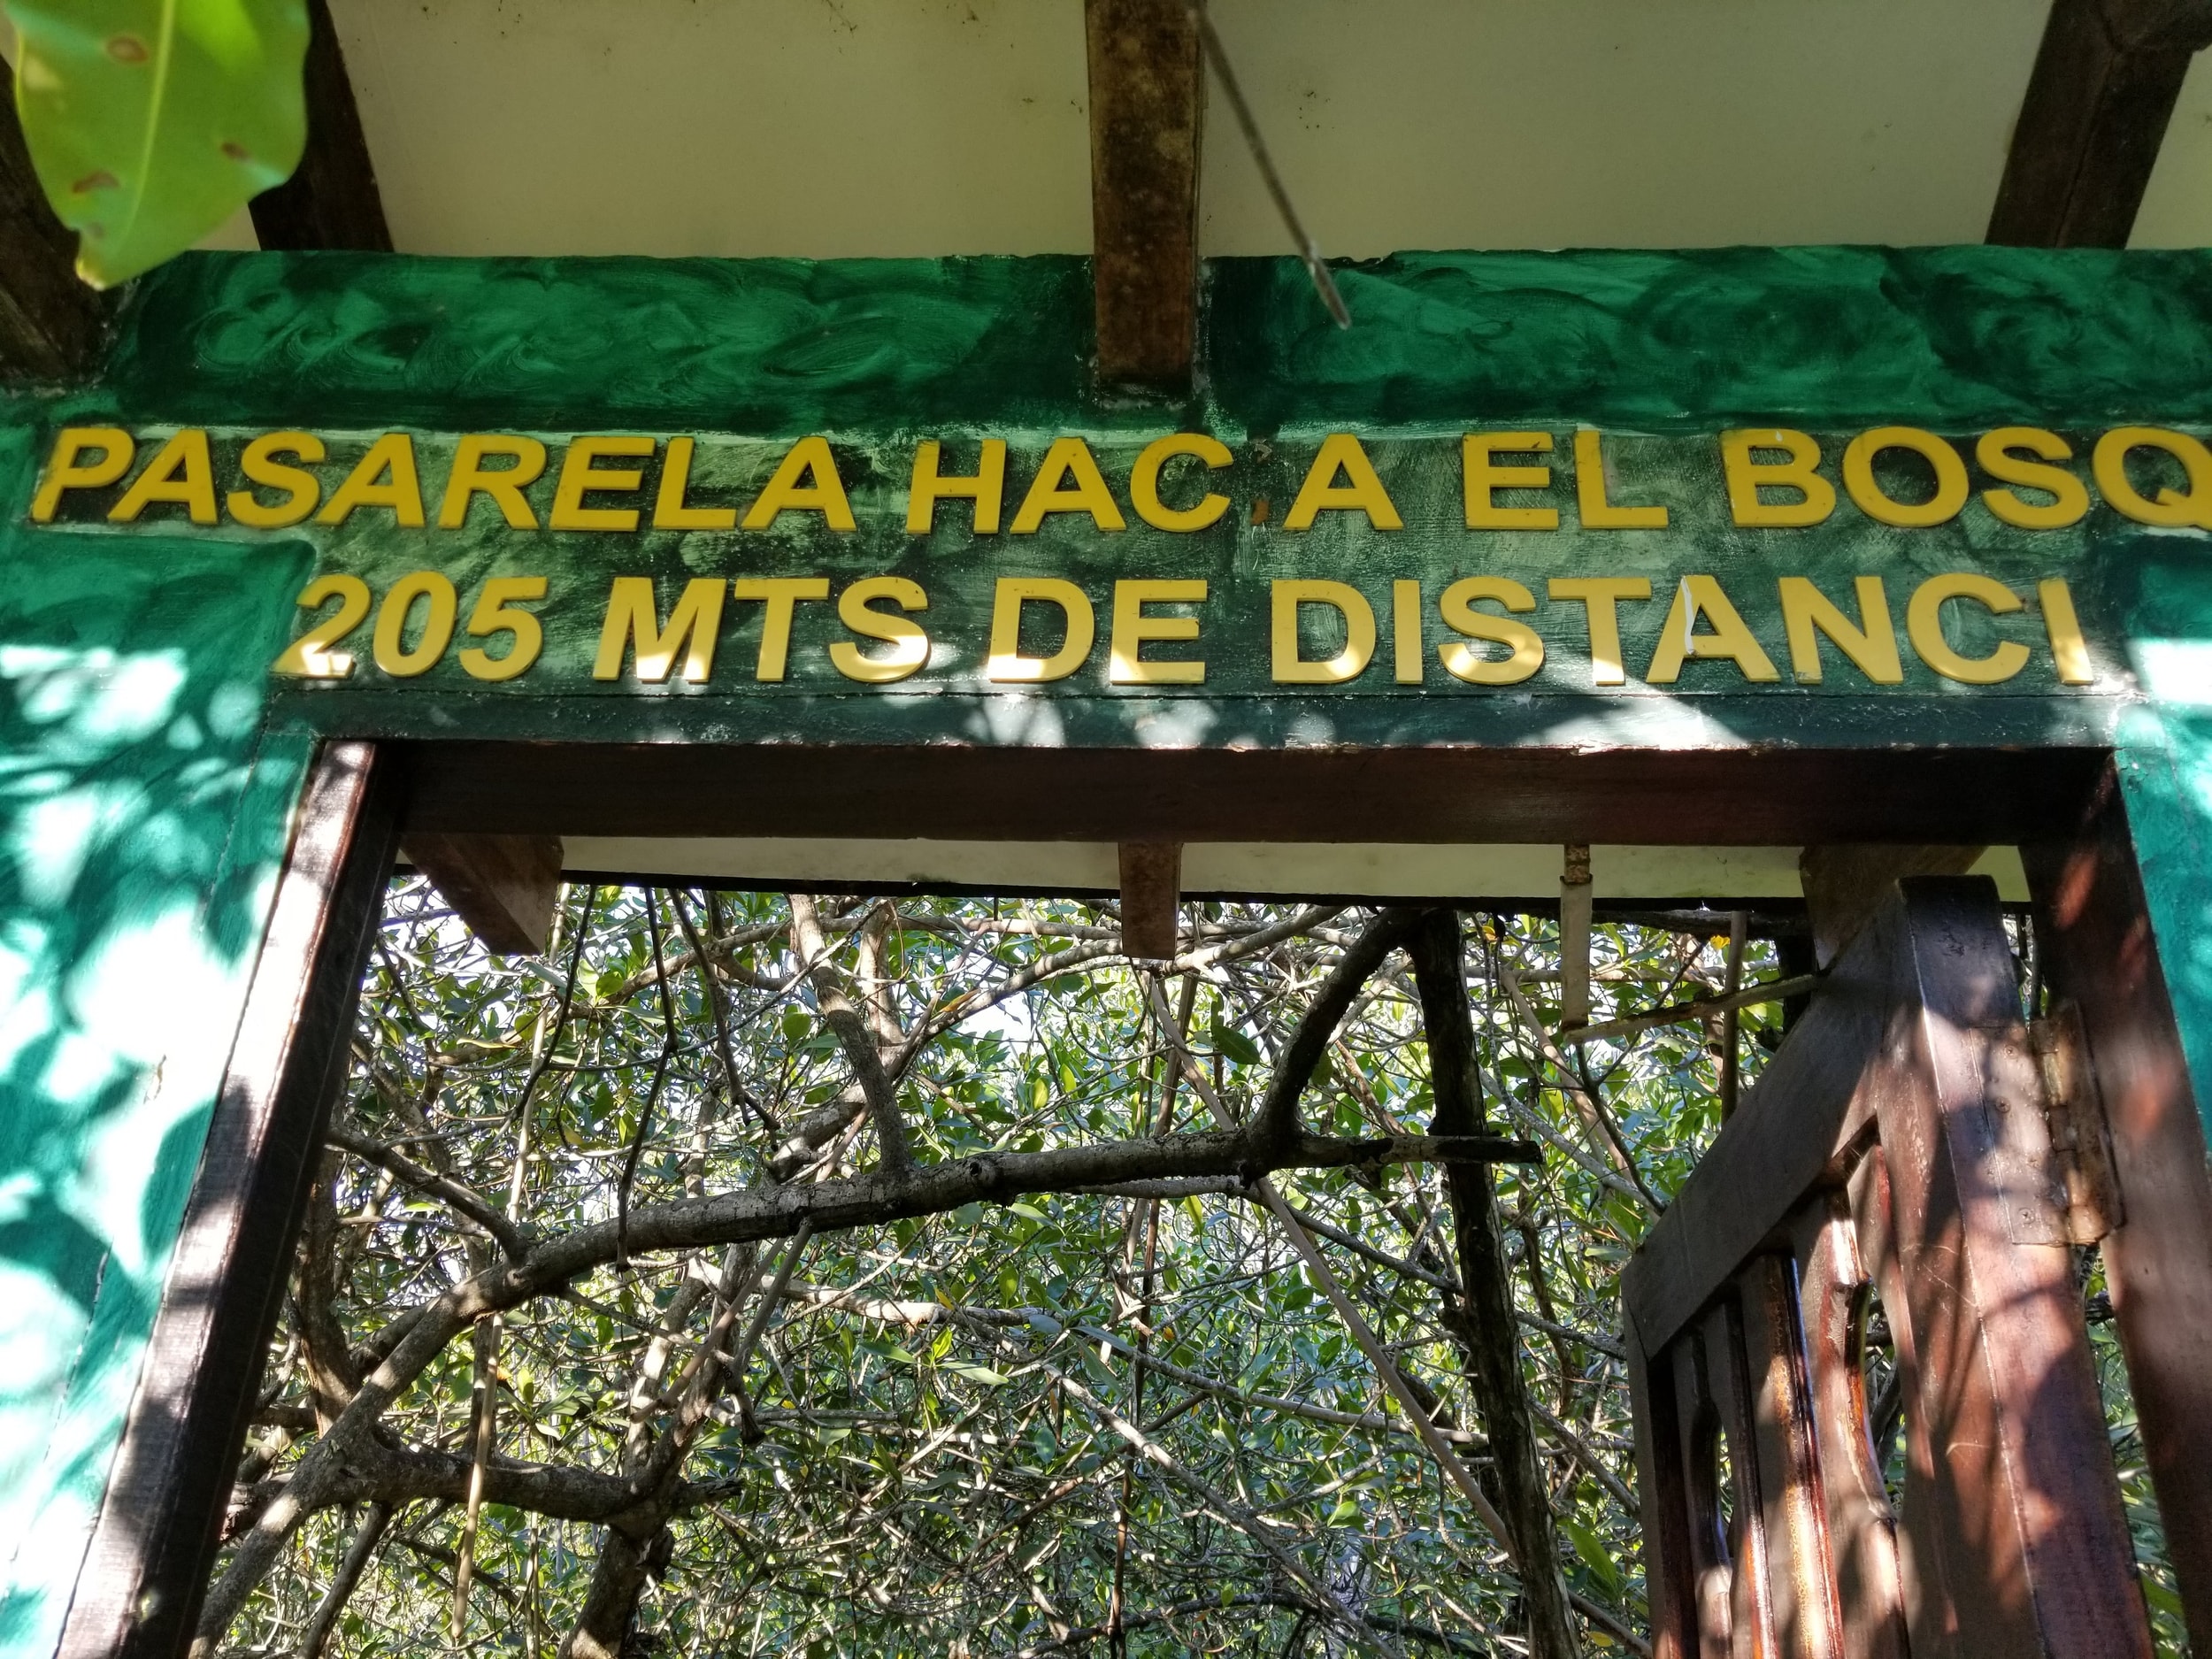 PASARELA HAC A EL BOSQ
205 MTS DE DISTANCI